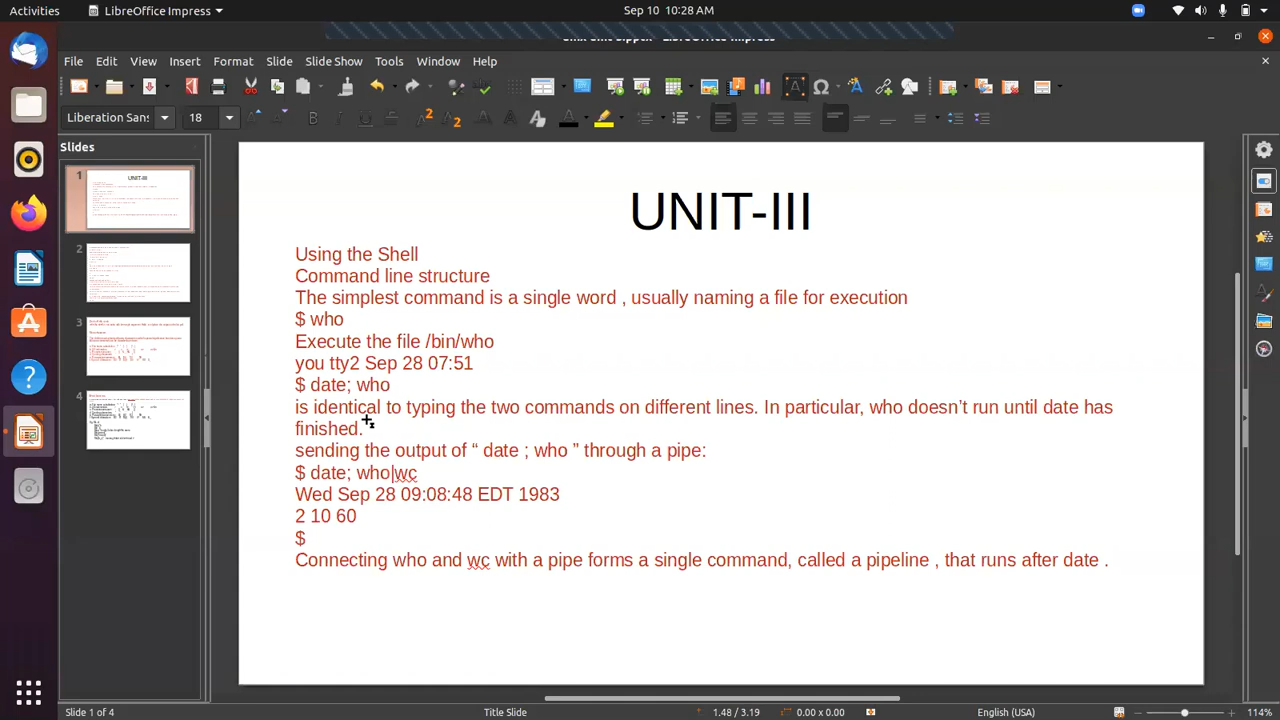 Activities
LibreOffice Impress
Sep 10 10:28 AM
File Edit View Insert Format Slide Slide Show Tools Window Help
Liberation Sans
18
Slides
1
2
3
4
UNIT-III
Using the Shell
Command line structure
The simplest command is a single word , usually naming a file for execution
$ who
Execute the file /bin/who
you tty2 Sep 28 07:51
$ date; who
is identical to typing the two commands on different lines. In particular, who doesn’t run until date has
finished.
sending the output of “ date ; who ” through a pipe:
$ date; who|wc
Wed Sep 28 09:08:48 EDT 1983
2 10 60
$
Connecting who and wc with a pipe forms a single command, called a pipeline , that runs after date .
Slide 1 of 4
Title Slide
1.48 / 3.19
0.00 x 0.00
English (USA)
114%